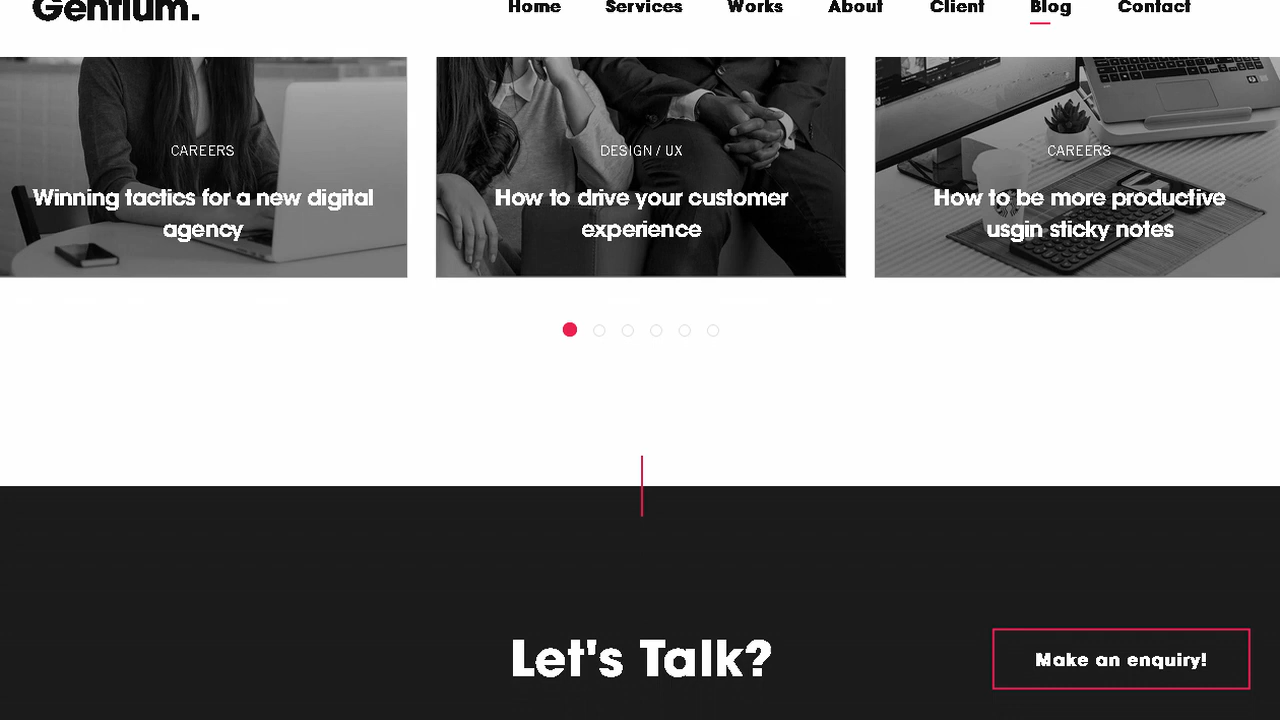 Gentium.
Home Services Works About Client Blog Contact
CAREERS
Winning tactics for a new digital
agency
DESIGN / UX
How to drive your customer
experience
CAREERS
How to be more productive
usgin sticky notes
Let's Talk?
Make an enquiry!